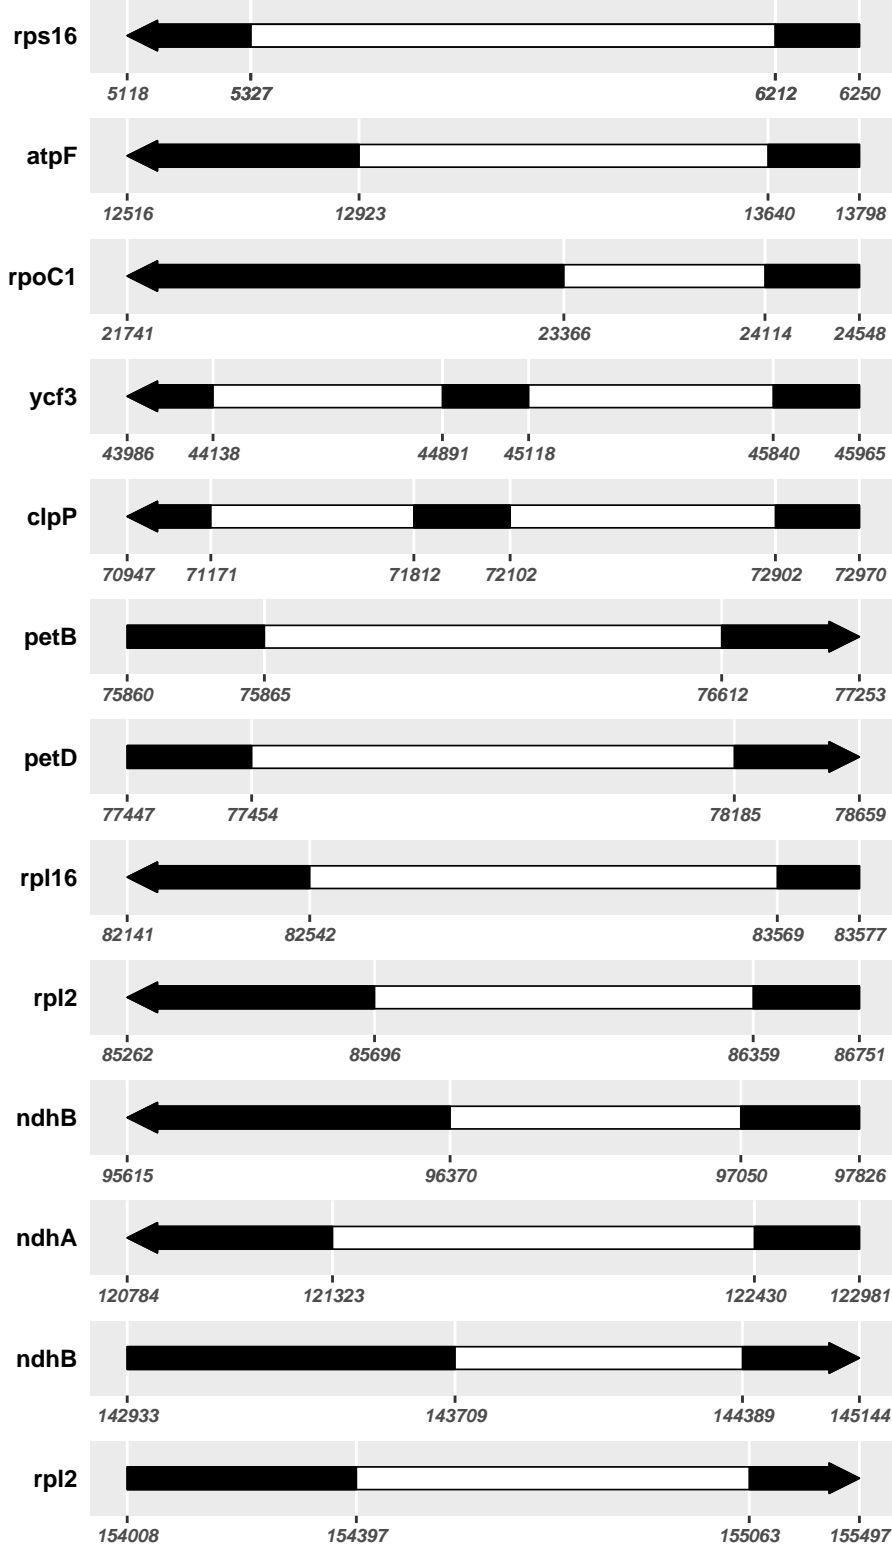 rps16
5118 5327 6212 6250
atpF
12516 12923 13640 13798
rpoC1
21741 23366 24114 24548
ycf3
43986 44138 44891 45118 45840 45965
clpP
70947 71171 71812 72102 72902 72970
petB
75860 75865 76612 77253
petD
77447 77454 78185 78659
rpl16
82141 82542 83569 83577
rpl2
85262 85696 86359 86751
ndhB
95615 96370 97050 97826
ndhA
120784 121323 122430 122981
ndhB
142933 143709 144389 145144
rpl2
154008 154397 155063 155497